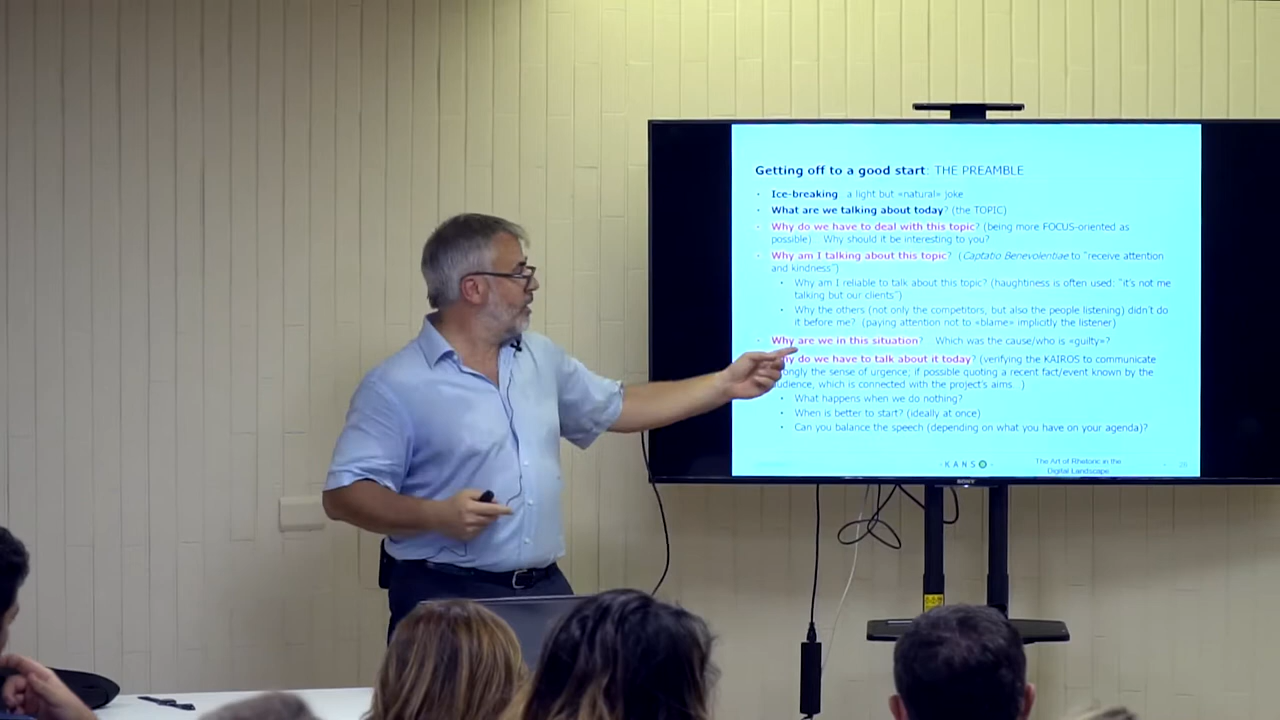 Getting off to a good start: THE PREAMBLE
Ice-breaking a light but «natural» joke
What are we talking about today? (the TOPIC)
Why do we have to deal with this topic? (being more FOCUS-oriented as
possible) Why should it be interesting to you?
Why am I talking about this topic? (Captatio Benevolentiae to "receive attention
and kindness")
Why am I reliable to talk about this topic? (haughtiness is often used: "it's not me
talking but our clients")
Why the others (not only the competitors, but also the people listening) didn't do
it before me? (paying attention not to «blame» implicitly the listener)
Why are we in this situation? Which was the cause/who is «guilty»?
do we have to talk about it today? (verifying the KAIROS to communicate
the sense of urgence; if possible quoting a recent fact/event known by the
which is connected with the project's aims...)
What happens when we do nothing?
When is better to start? (ideally at once)
Can you balance the speech (depending on what you have on your agenda)?
KANSO
The Art of Rhetoric in the
Digital Landscape
SONY